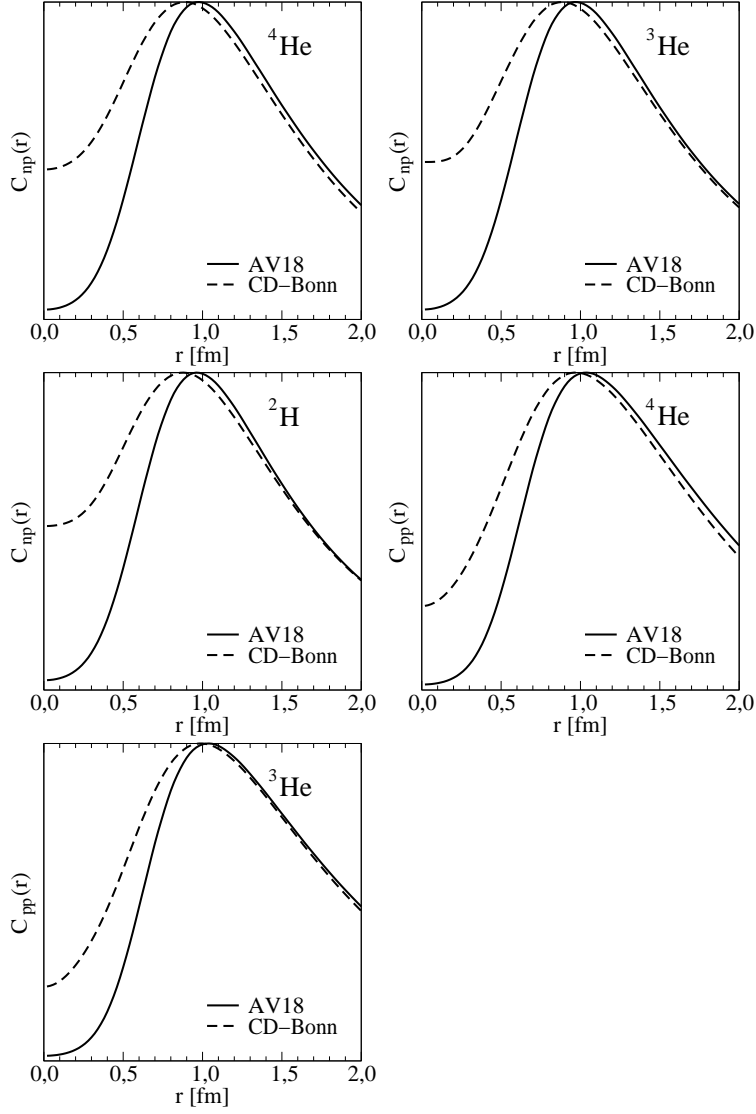 ⁴He
C_np(r)
AV18
CD−Bonn
0,0 0,5 1,0 1,5 2,0
r [fm]
³He
C_np(r)
AV18
CD−Bonn
0,0 0,5 1,0 1,5 2,0
r [fm]
²H
C_np(r)
AV18
CD−Bonn
0,0 0,5 1,0 1,5 2,0
r [fm]
⁴He
C_pp(r)
AV18
CD−Bonn
0,0 0,5 1,0 1,5 2,0
r [fm]
³He
C_pp(r)
AV18
CD−Bonn
0,0 0,5 1,0 1,5 2,0
r [fm]